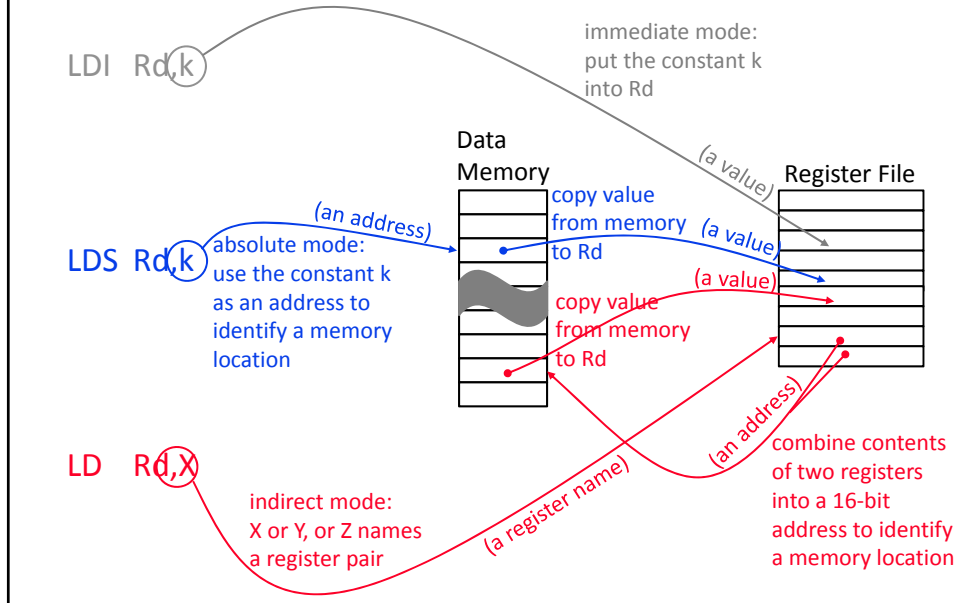 LDI Rd,k
immediate mode:
put the constant k
into Rd
(a value)
Data
Memory
Register File
LDS Rd,k
(an address)
absolute mode:
use the constant k
as an address to
identify a memory
location
copy value
from memory
to Rd
(a value)
(a value)
copy value
from memory
to Rd
LD Rd,X
indirect mode:
X or Y, or Z names
a register pair
(a register name)
(an address)
combine contents
of two registers
into a 16-bit
address to identify
a memory location